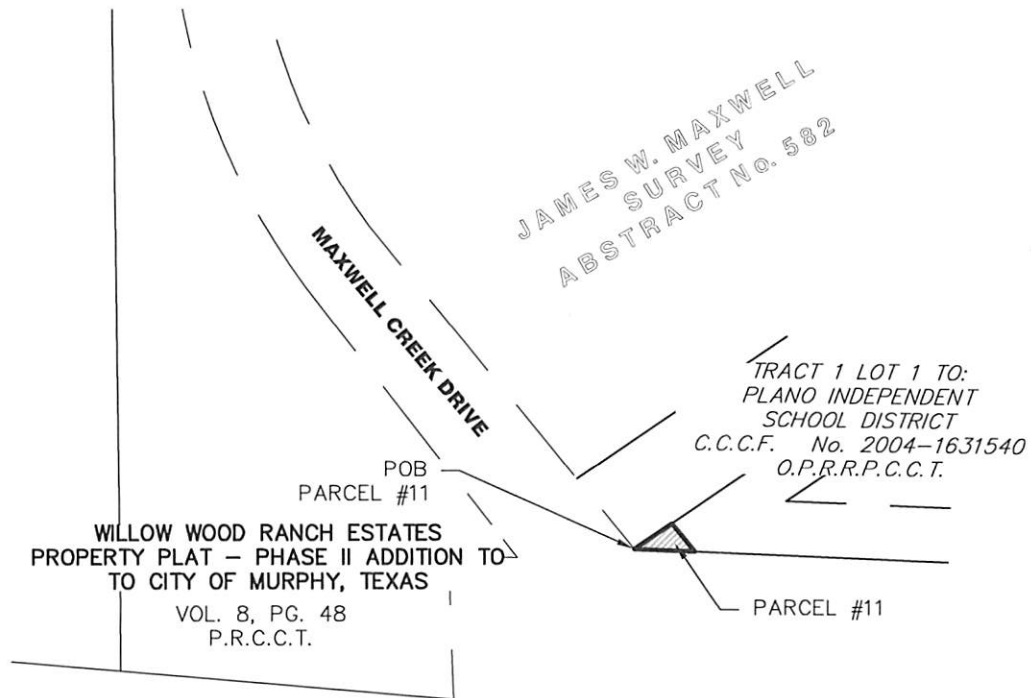 JAMES W. MAXWELL
SURVEY
ABSTRACT No. 582
MAXWELL CREEK DRIVE
TRACT 1 LOT 1 TO:
PLANO INDEPENDENT
SCHOOL DISTRICT
C.C.C.F. No. 2004-1631540
O.P.R.R.P.C.C.T.
POB
PARCEL #11
WILLOW WOOD RANCH ESTATES
PROPERTY PLAT – PHASE II ADDITION TO
TO CITY OF MURPHY, TEXAS
VOL. 8, PG. 48
P.R.C.C.T.
PARCEL #11